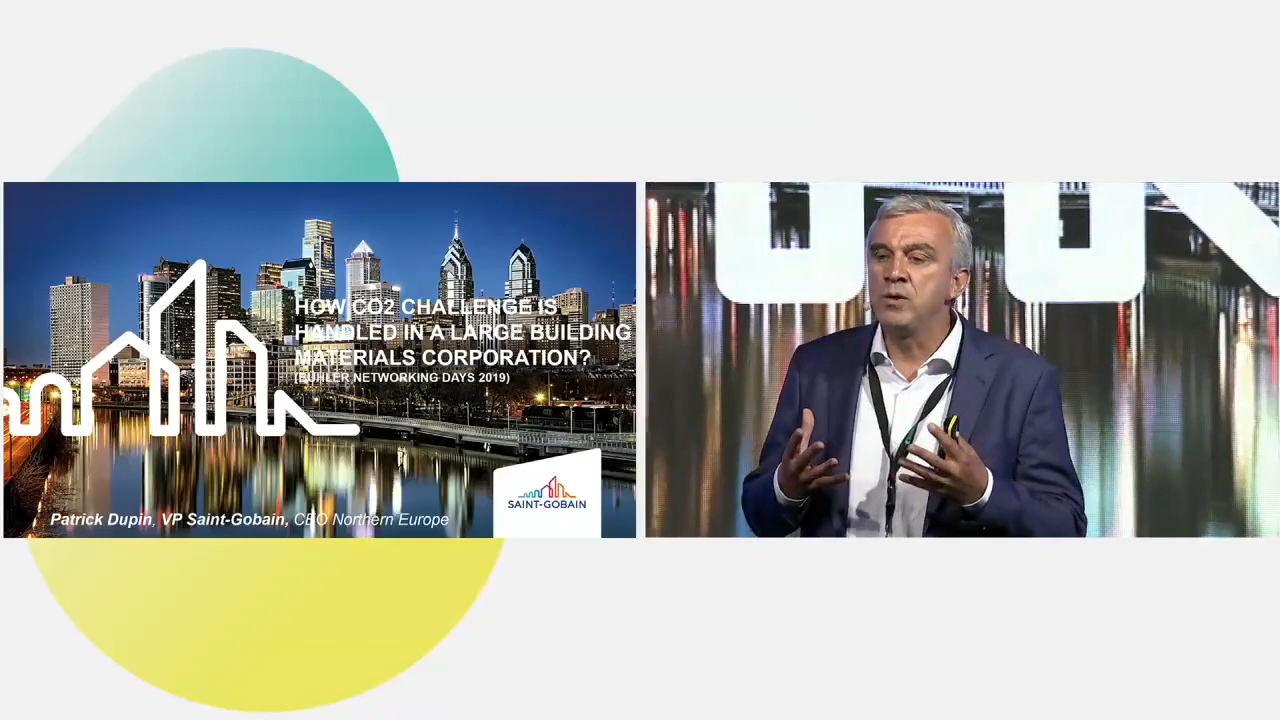 HOW CO2 CHALLENGE IS
HANDLED IN A LARGE BUILDING
MATERIALS CORPORATION?
(BÜHLER NETWORKING DAYS 2019)
SAINT-GOBAIN
Patrick Dupin, VP Saint-Gobain, CEO Northern Europe